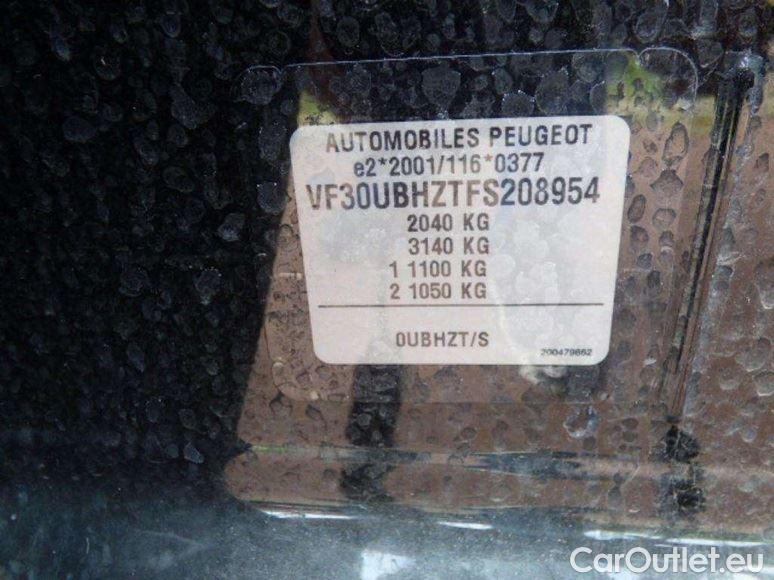 AUTOMOBILES PEUGEOT
e2*2001/116*0377
VF30UBHZTFS208954
2040 KG
3140 KG
1 1100 KG
2 1050 KG
0UBHZT/S
200479862
CarOutlet.eu